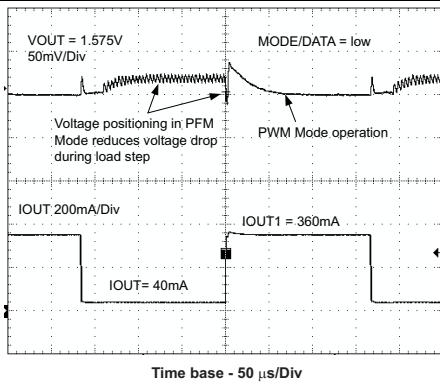 VOUT = 1.575V
50mV/Div
MODE/DATA = low
Voltage positioning in PFM
Mode reduces voltage drop
during load step
PWM Mode operation
IOUT 200mA/Div
IOUT1 = 360mA
IOUT= 40mA
Time base - 50 μs/Div